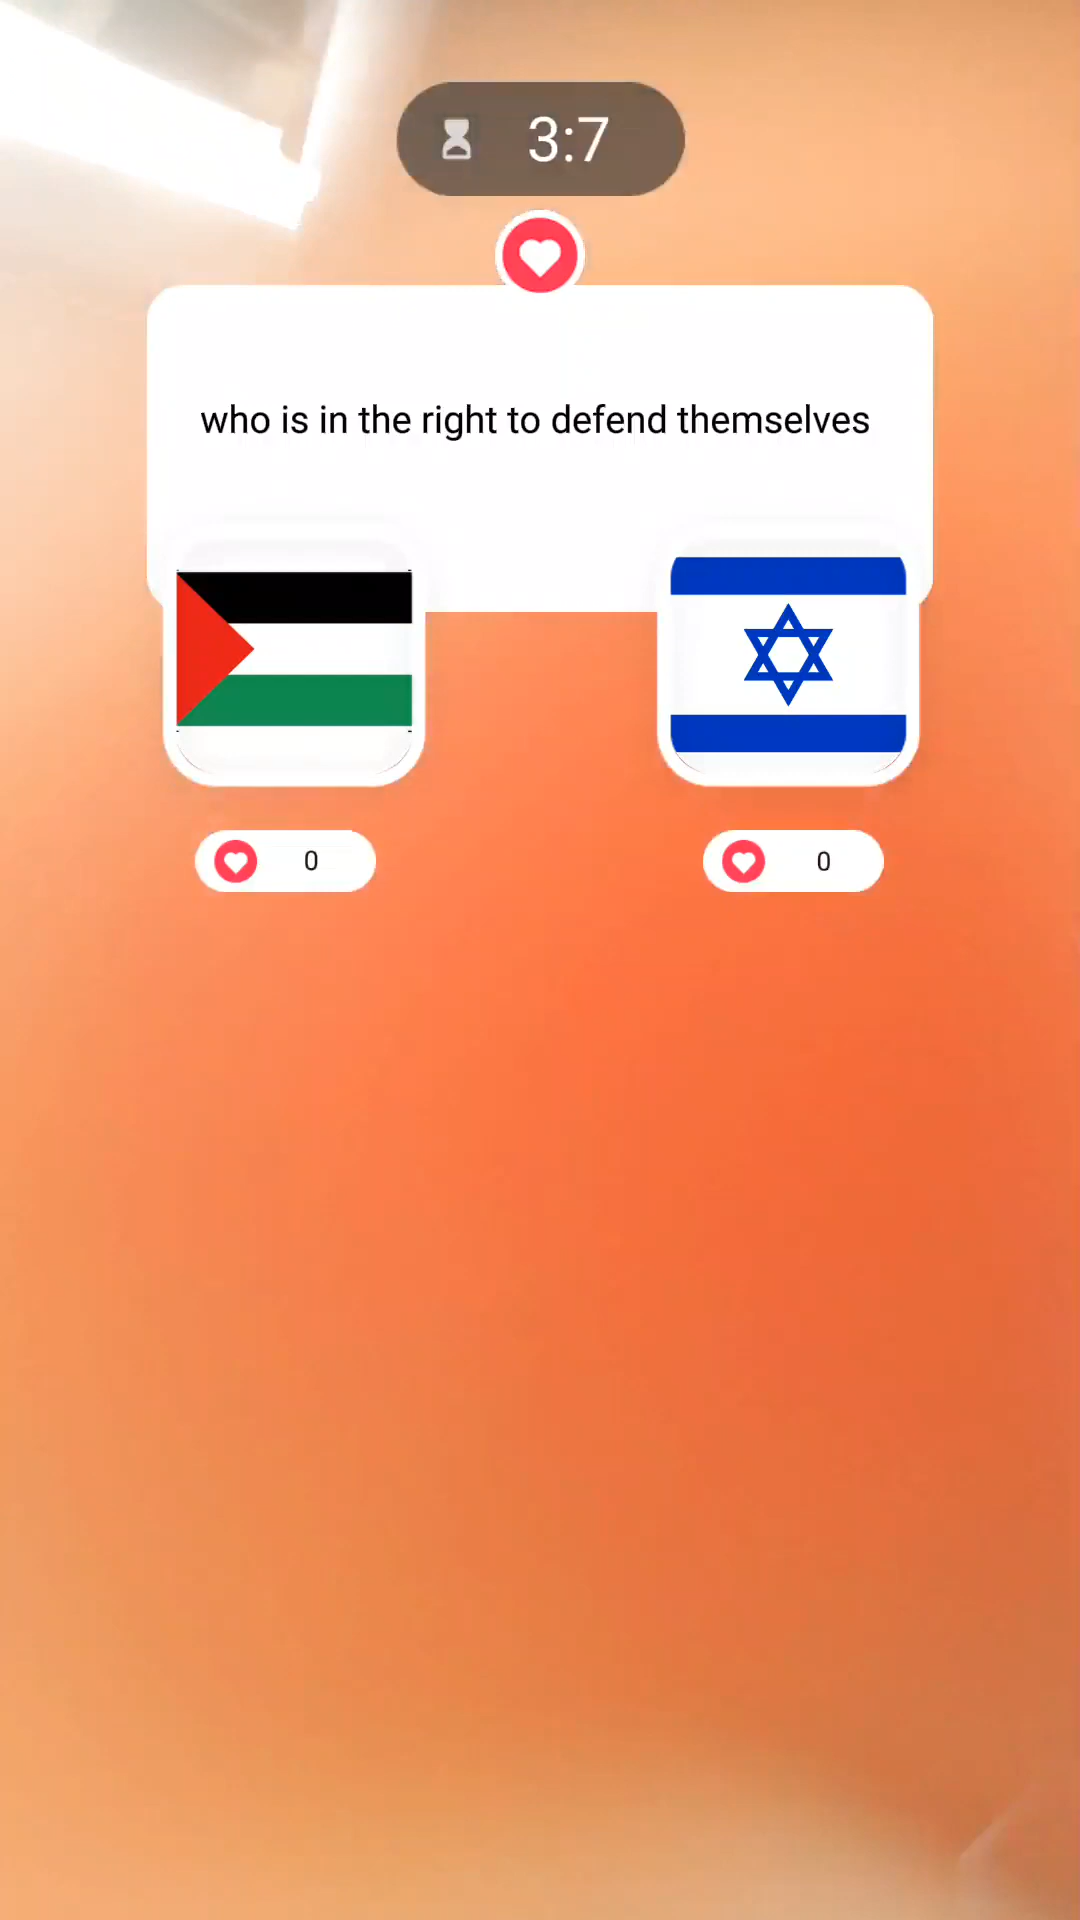 3:7
who is in the right to defend themselves
0
0